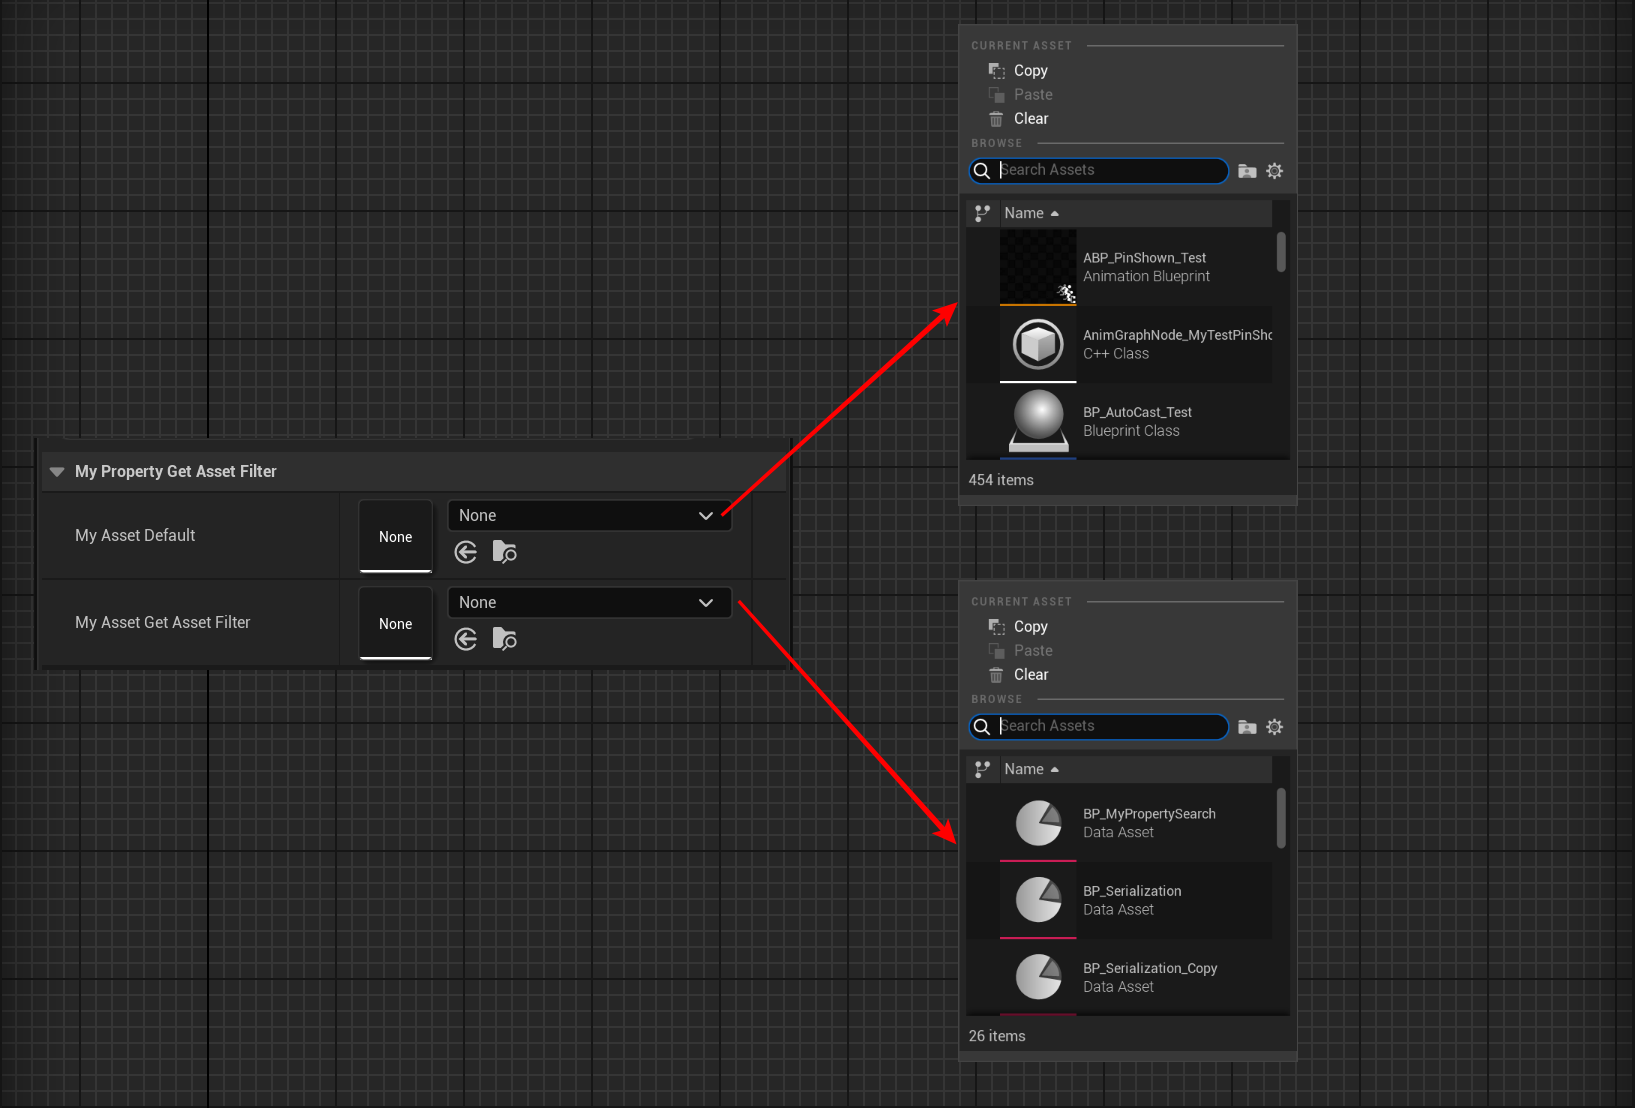 My Property Get Asset Filter
My Asset Default
None
None
My Asset Get Asset Filter
None
None
CURRENT ASSET
Copy
Paste
Clear
BROWSE
Search Assets
Name
ABP_PinShown_Test
Animation Blueprint
AnimGraphNode_MyTestPinSho
C++ Class
BP_AutoCast_Test
Blueprint Class
454 items
CURRENT ASSET
Copy
Paste
Clear
BROWSE
Search Assets
Name
BP_MyPropertySearch
Data Asset
BP_Serialization
Data Asset
BP_Serialization_Copy
Data Asset
26 items